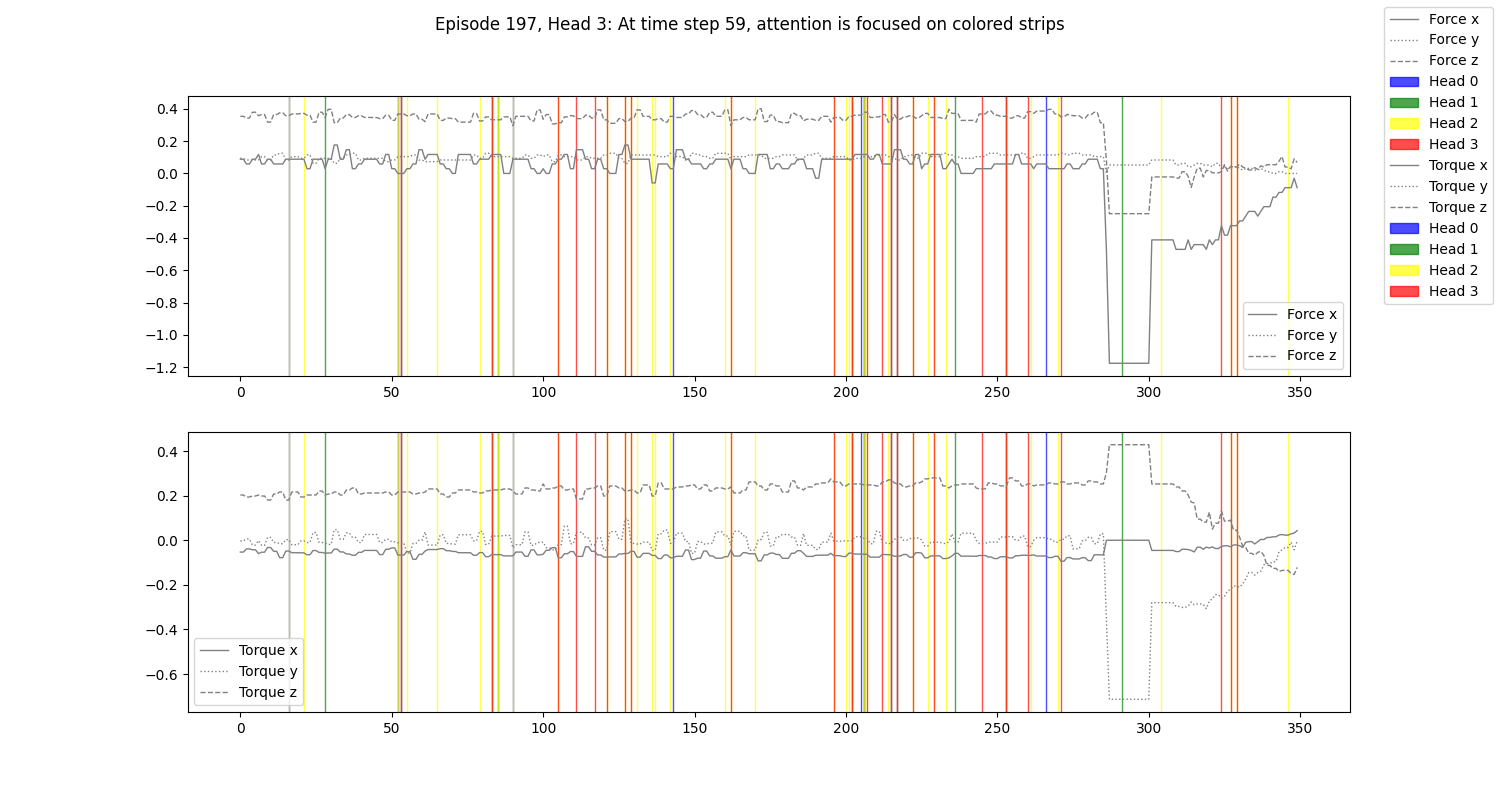 Episode 197, Head 3: At time step 59, attention is focused on colored strips
Force x
Force y
Force z
Head 0
Head 1
Head 2
Head 3
Torque x
Torque y
Torque z
Head 0
Head 1
Head 2
Head 3
0.4
0.2
0.0
−0.2
−0.4
−0.6
−0.8
−1.0
−1.2
Force x
Force y
Force z
0 50 100 150 200 250 300 350
0.4
0.2
0.0
−0.2
−0.4
−0.6
Torque x
Torque y
Torque z
0 50 100 150 200 250 300 350